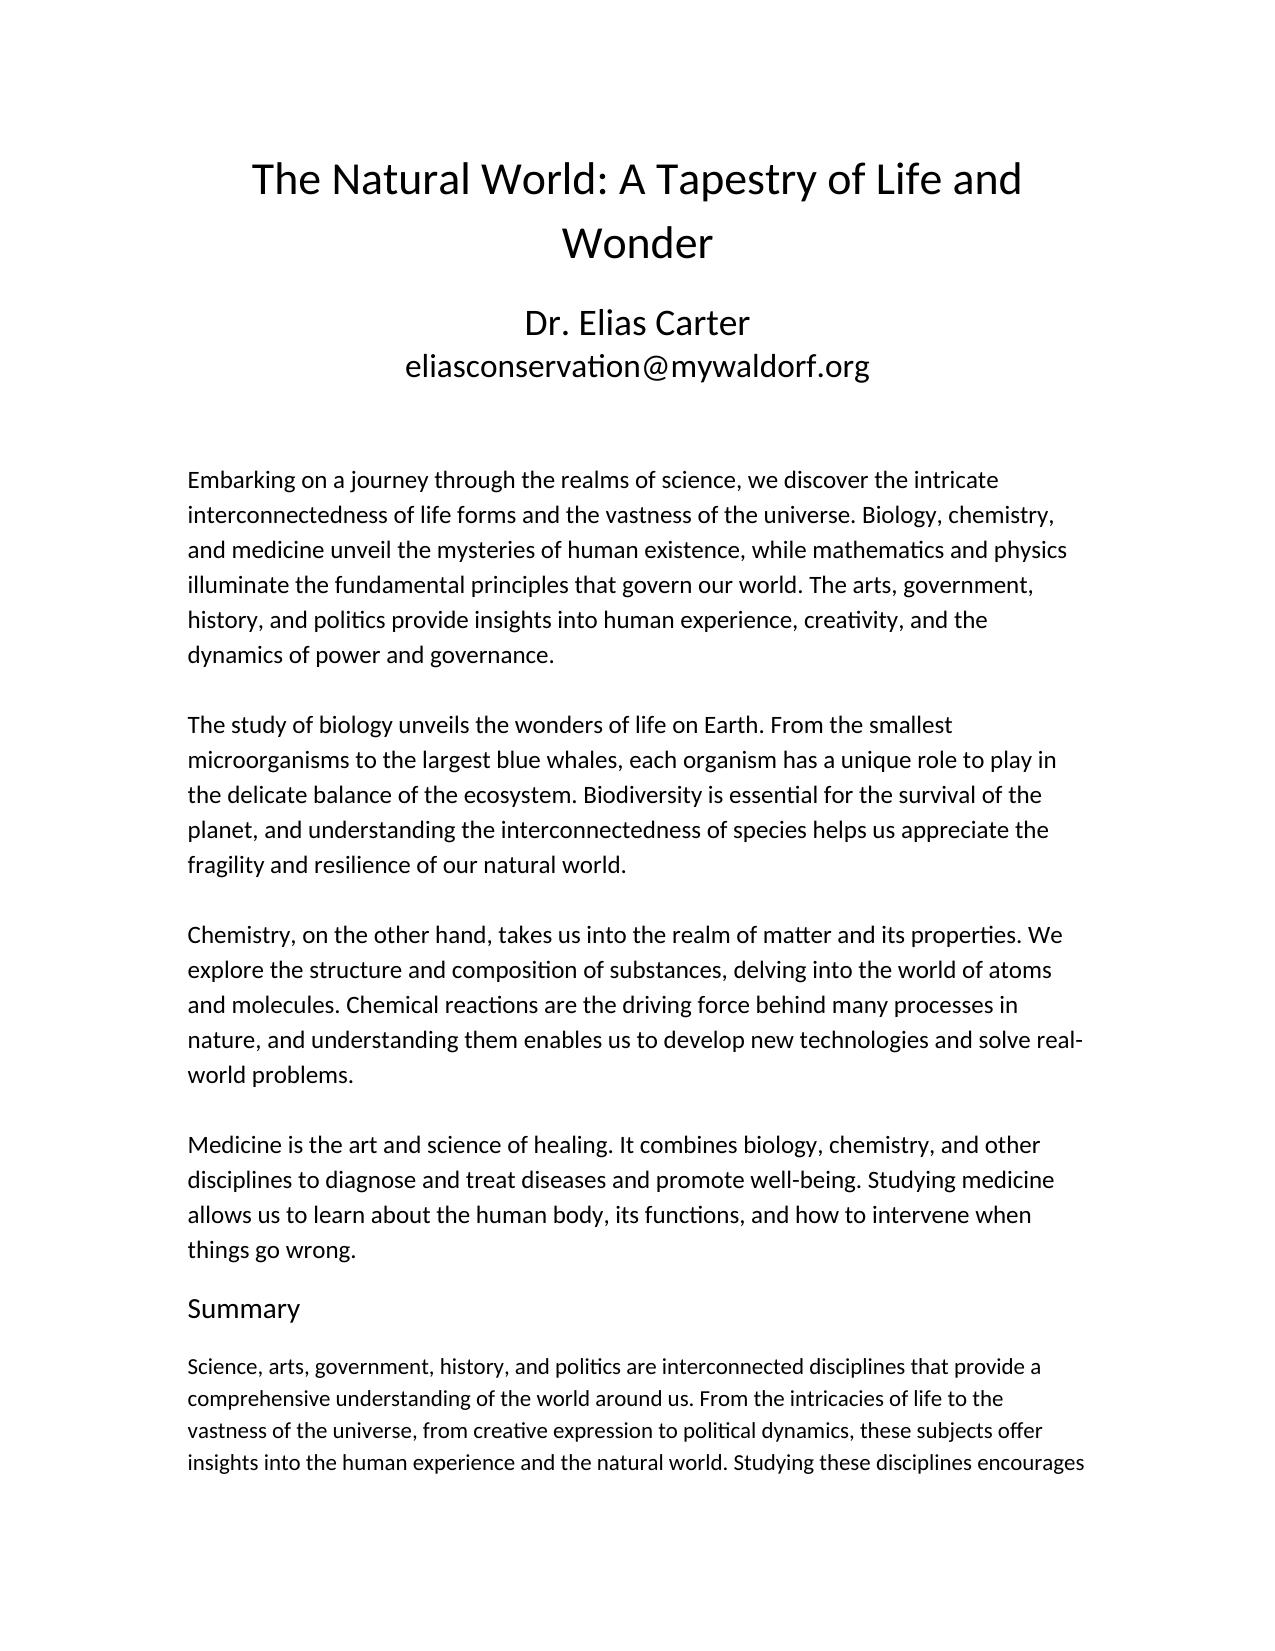 The Natural World: A Tapestry of Life and
Wonder
Dr. Elias Carter
eliasconservation@mywaldorf.org
Embarking on a journey through the realms of science, we discover the intricate
interconnectedness of life forms and the vastness of the universe. Biology, chemistry,
and medicine unveil the mysteries of human existence, while mathematics and physics
illuminate the fundamental principles that govern our world. The arts, government,
history, and politics provide insights into human experience, creativity, and the
dynamics of power and governance.
The study of biology unveils the wonders of life on Earth. From the smallest
microorganisms to the largest blue whales, each organism has a unique role to play in
the delicate balance of the ecosystem. Biodiversity is essential for the survival of the
planet, and understanding the interconnectedness of species helps us appreciate the
fragility and resilience of our natural world.
Chemistry, on the other hand, takes us into the realm of matter and its properties. We
explore the structure and composition of substances, delving into the world of atoms
and molecules. Chemical reactions are the driving force behind many processes in
nature, and understanding them enables us to develop new technologies and solve real-
world problems.
Medicine is the art and science of healing. It combines biology, chemistry, and other
disciplines to diagnose and treat diseases and promote well-being. Studying medicine
allows us to learn about the human body, its functions, and how to intervene when
things go wrong.
Summary
Science, arts, government, history, and politics are interconnected disciplines that provide a
comprehensive understanding of the world around us. From the intricacies of life to the
vastness of the universe, from creative expression to political dynamics, these subjects offer
insights into the human experience and the natural world. Studying these disciplines encourages